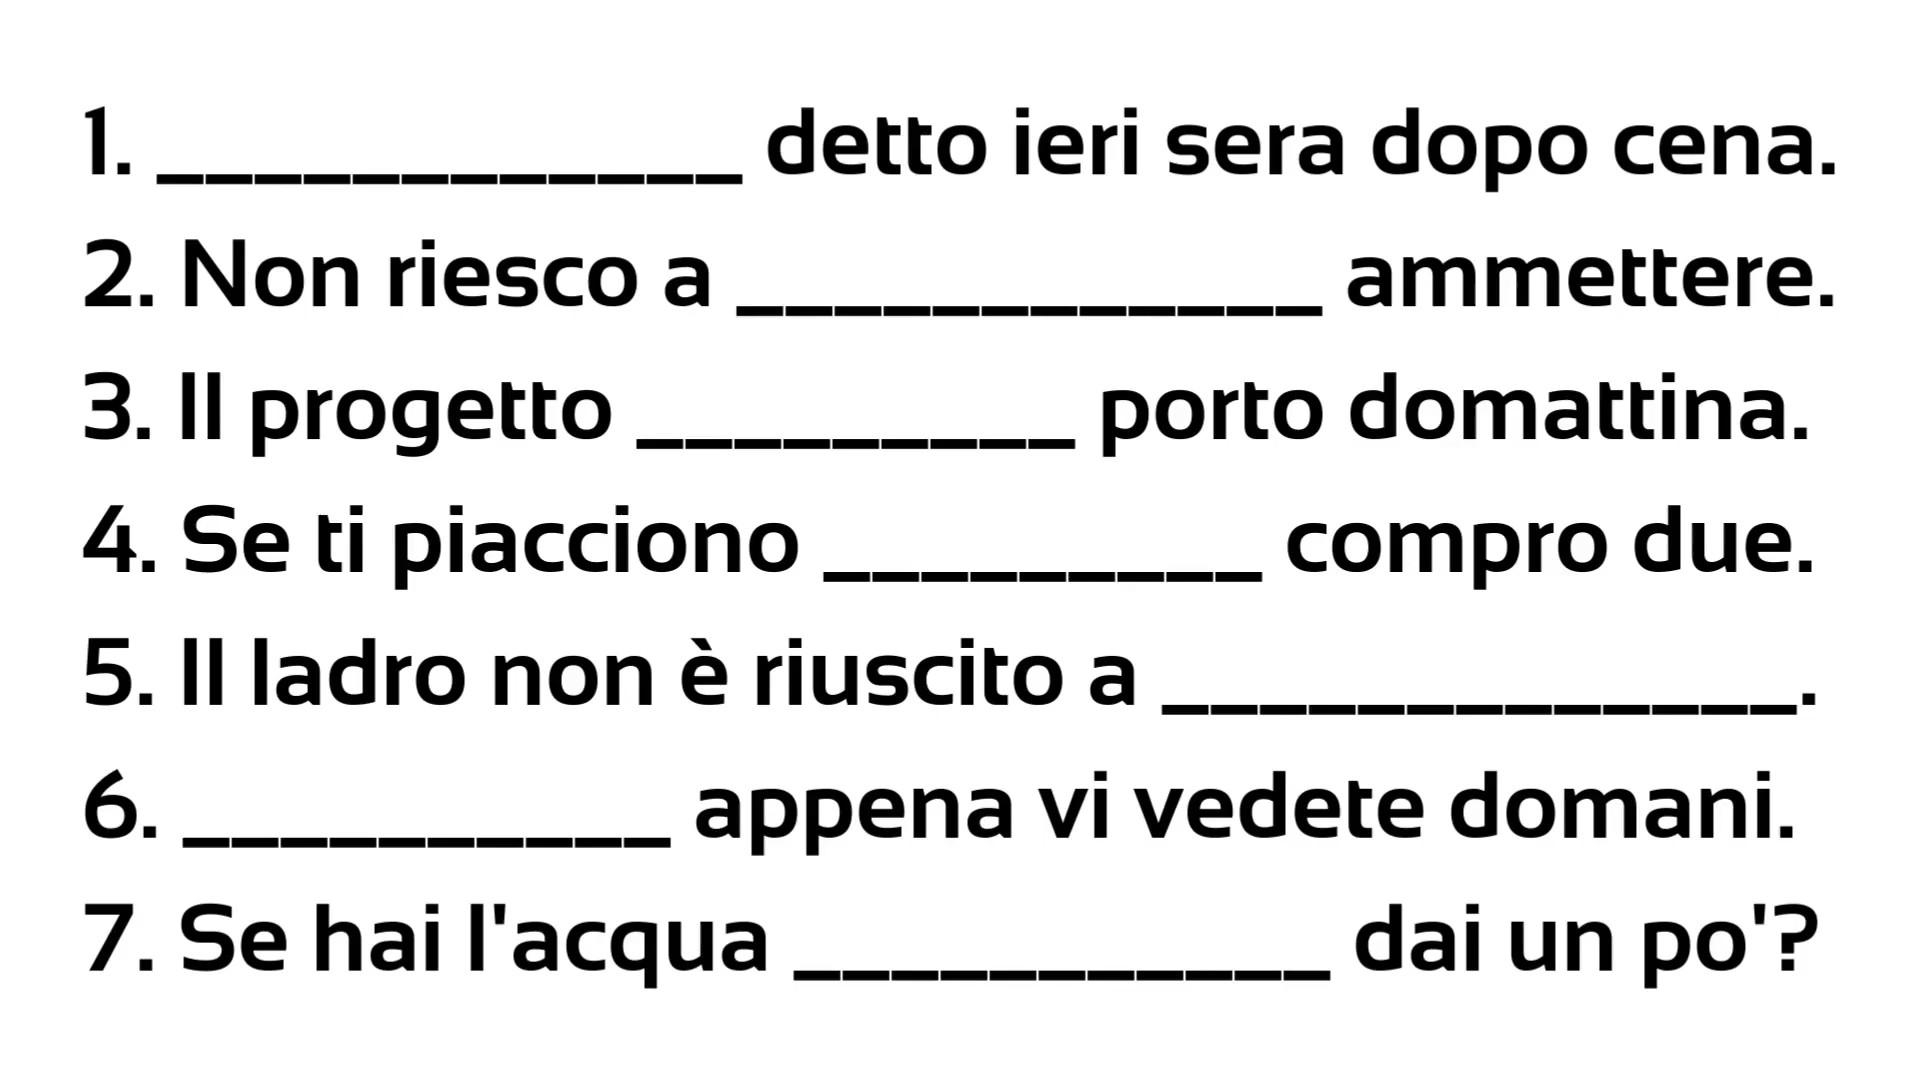 1. ____________ detto ieri sera dopo cena.
2. Non riesco a ____________ ammettere.
3. Il progetto _________ porto domattina.
4. Se ti piacciono _________ compro due.
5. Il ladro non è riuscito a _____________.
6. __________ appena vi vedete domani.
7. Se hai l'acqua ___________ dai un po'?